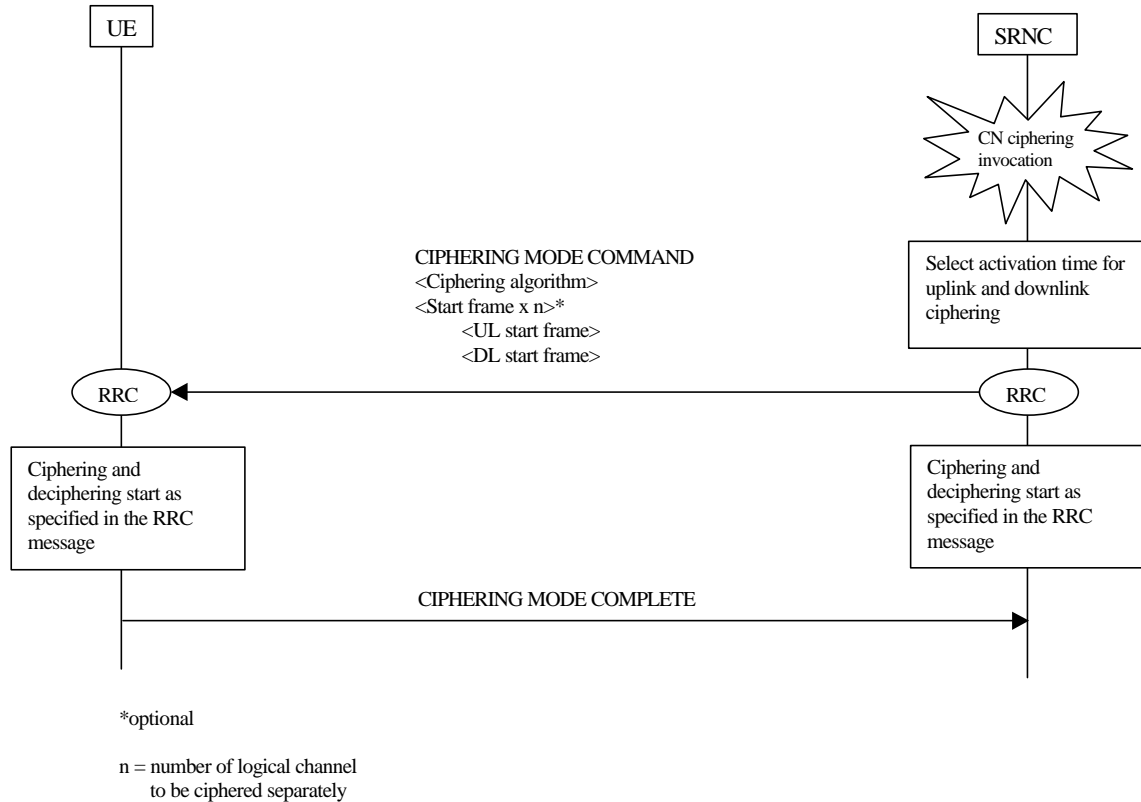 UE
SRNC
CN ciphering
invocation
CIPHERING MODE COMMAND
<Ciphering algorithm>
<Start frame x n>*
<UL start frame>
<DL start frame>
Select activation time for
uplink and downlink
ciphering
RRC
RRC
Ciphering and
deciphering start as
specified in the RRC
message
Ciphering and
deciphering start as
specified in the RRC
message
CIPHERING MODE COMPLETE
*optional
n = number of logical channel
to be ciphered separately